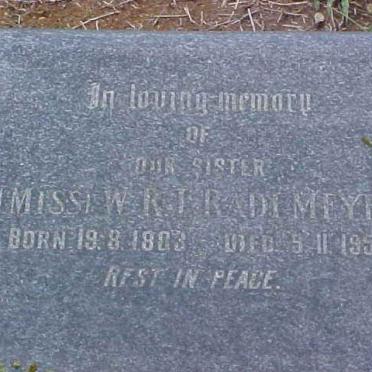 In loving memory
OF
OUR SISTER
MISS W.R.J. RADEMEY
BORN 19.8.1803 DIED 5.11.195
REST IN PEACE.